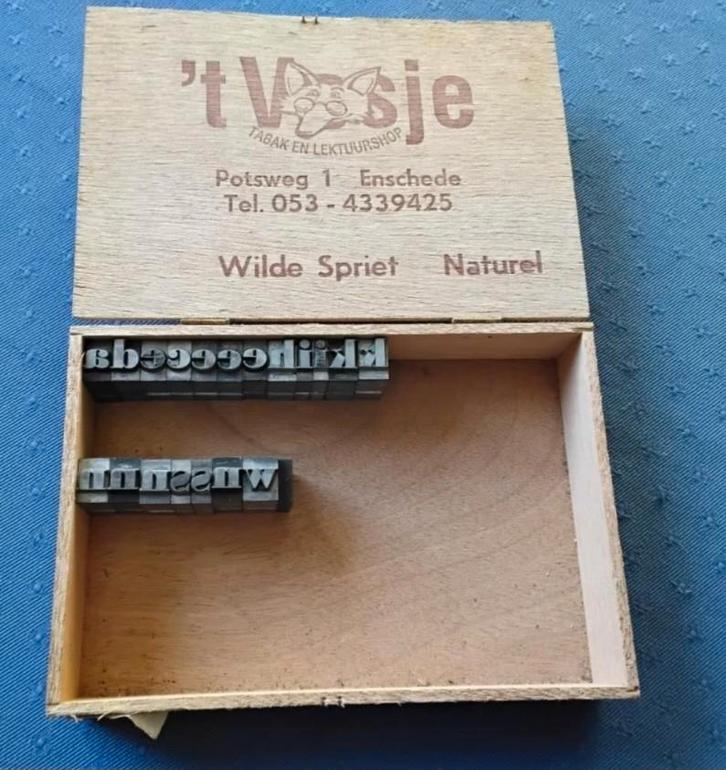 't Vosje
TABAK EN LEKTUURSHOP
Potsweg 1 Enschede
Tel. 053 - 4339425
Wilde Spriet Naturel